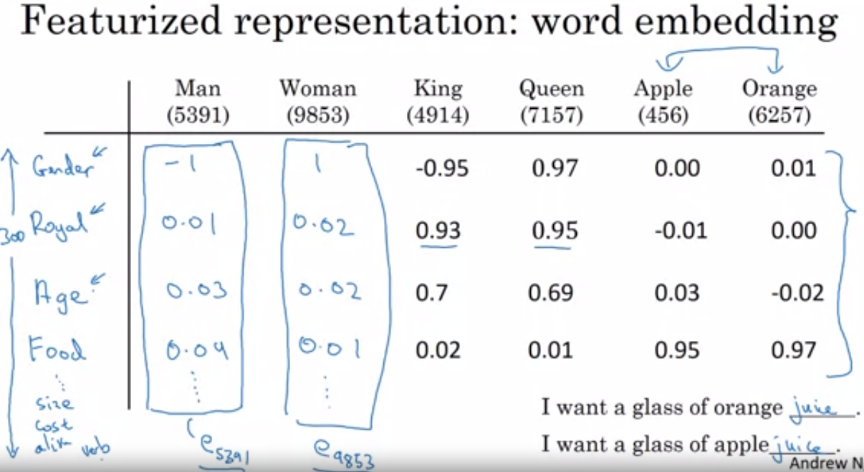 Featurized representation: word embedding
Man Woman King Queen Apple Orange
(5391) (9853) (4914) (7157) (456) (6257)
Gender -1 1 -0.95 0.97 0.00 0.01
300 Royal 0.01 0.02 0.93 0.95 -0.01 0.00
Age 0.03 0.02 0.7 0.69 0.03 -0.02
Food 0.04 0.01 0.02 0.01 0.95 0.97
size
cost
alive verb
e5391 e9853
I want a glass of orange juice.
I want a glass of apple juice.
Andrew N